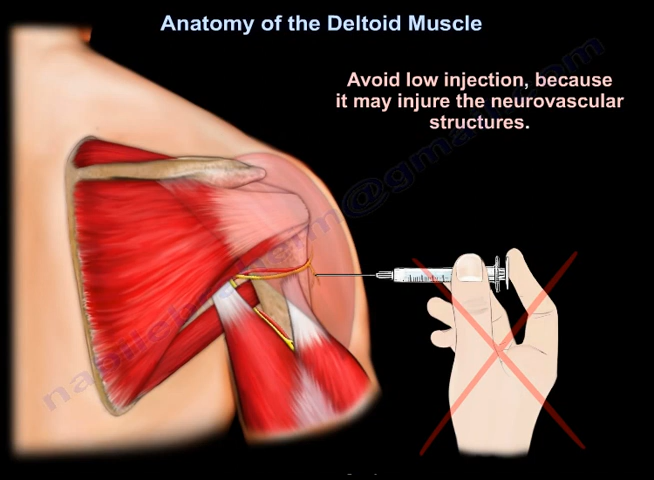 Anatomy of the Deltoid Muscle
Avoid low injection, because
it may injure the neurovascular
structures.